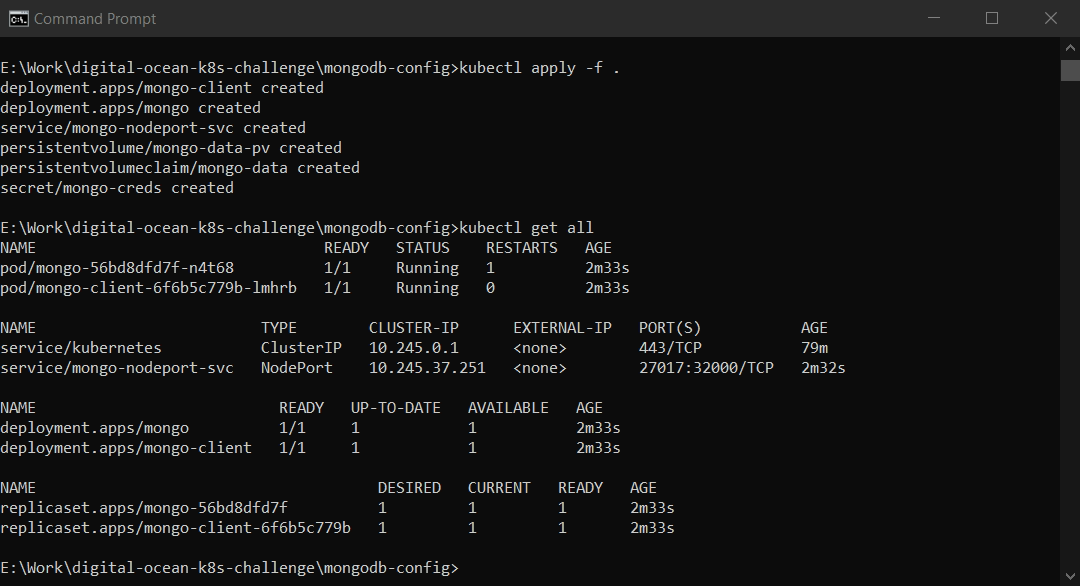 Command Prompt
E:\Work\digital-ocean-k8s-challenge\mongodb-config>kubectl apply -f .
deployment.apps/mongo-client created
deployment.apps/mongo created
service/mongo-nodeport-svc created
persistentvolume/mongo-data-pv created
persistentvolumeclaim/mongo-data created
secret/mongo-creds created

E:\Work\digital-ocean-k8s-challenge\mongodb-config>kubectl get all
NAME                                READY   STATUS    RESTARTS   AGE
pod/mongo-56bd8dfd7f-n4t68          1/1     Running   1          2m33s
pod/mongo-client-6f6b5c779b-lmhrb   1/1     Running   0          2m33s

NAME                         TYPE        CLUSTER-IP      EXTERNAL-IP   PORT(S)           AGE
service/kubernetes           ClusterIP   10.245.0.1      <none>        443/TCP           79m
service/mongo-nodeport-svc   NodePort    10.245.37.251   <none>        27017:32000/TCP   2m32s

NAME                           READY   UP-TO-DATE   AVAILABLE   AGE
deployment.apps/mongo          1/1     1            1           2m33s
deployment.apps/mongo-client   1/1     1            1           2m33s

NAME                                      DESIRED   CURRENT   READY   AGE
replicaset.apps/mongo-56bd8dfd7f          1         1         1       2m33s
replicaset.apps/mongo-client-6f6b5c779b   1         1         1       2m33s

E:\Work\digital-ocean-k8s-challenge\mongodb-config>